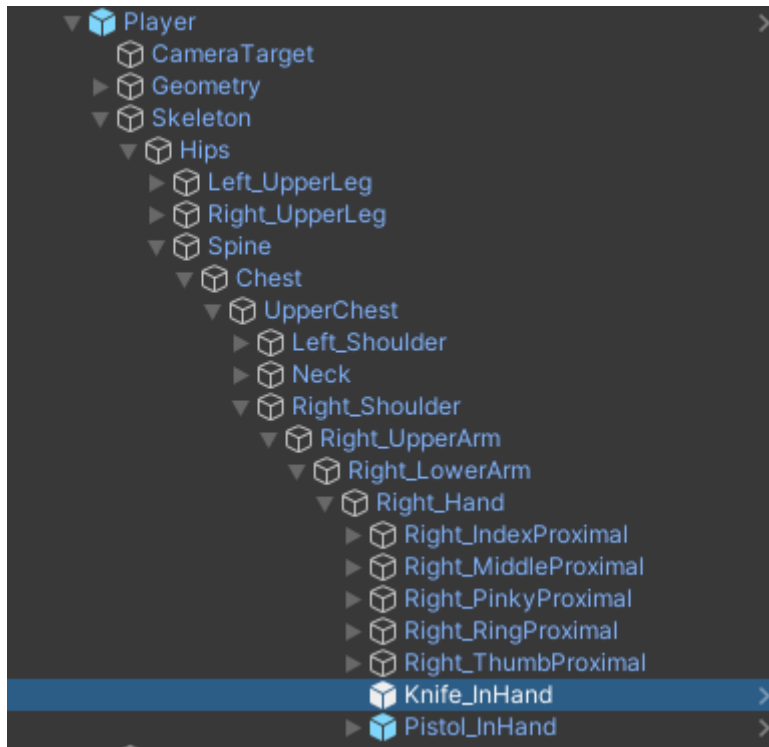 Player
CameraTarget
Geometry
Skeleton
Hips
Left_UpperLeg
Right_UpperLeg
Spine
Chest
UpperChest
Left_Shoulder
Neck
Right_Shoulder
Right_UpperArm
Right_LowerArm
Right_Hand
Right_IndexProximal
Right_MiddleProximal
Right_PinkyProximal
Right_RingProximal
Right_ThumbProximal
Knife_InHand
Pistol_InHand